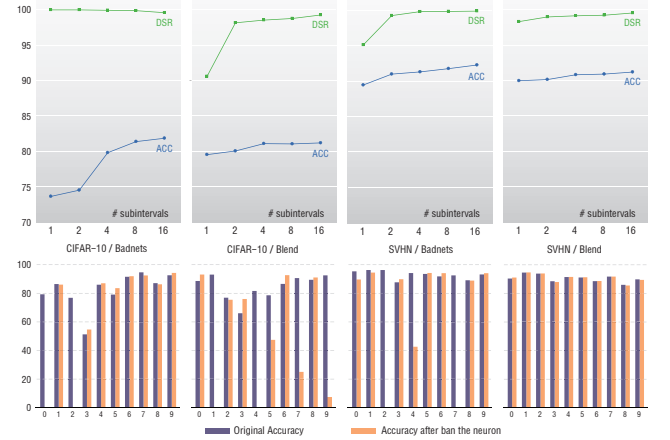 100
95
90
85
80
75
70
DSR
ACC
# subintervals
1 2 4 8 16
CIFAR-10 / Badnets
DSR
ACC
# subintervals
1 2 4 8 16
CIFAR-10 / Blend
DSR
ACC
# subintervals
1 2 4 8 16
SVHN / Badnets
DSR
ACC
# subintervals
1 2 4 8 16
SVHN / Blend
100
80
60
40
20
0
0 1 2 3 4 5 6 7 8 9
0 1 2 3 4 5 6 7 8 9
0 1 2 3 4 5 6 7 8 9
0 1 2 3 4 5 6 7 8 9
Original Accuracy
Accuracy after ban the neuron